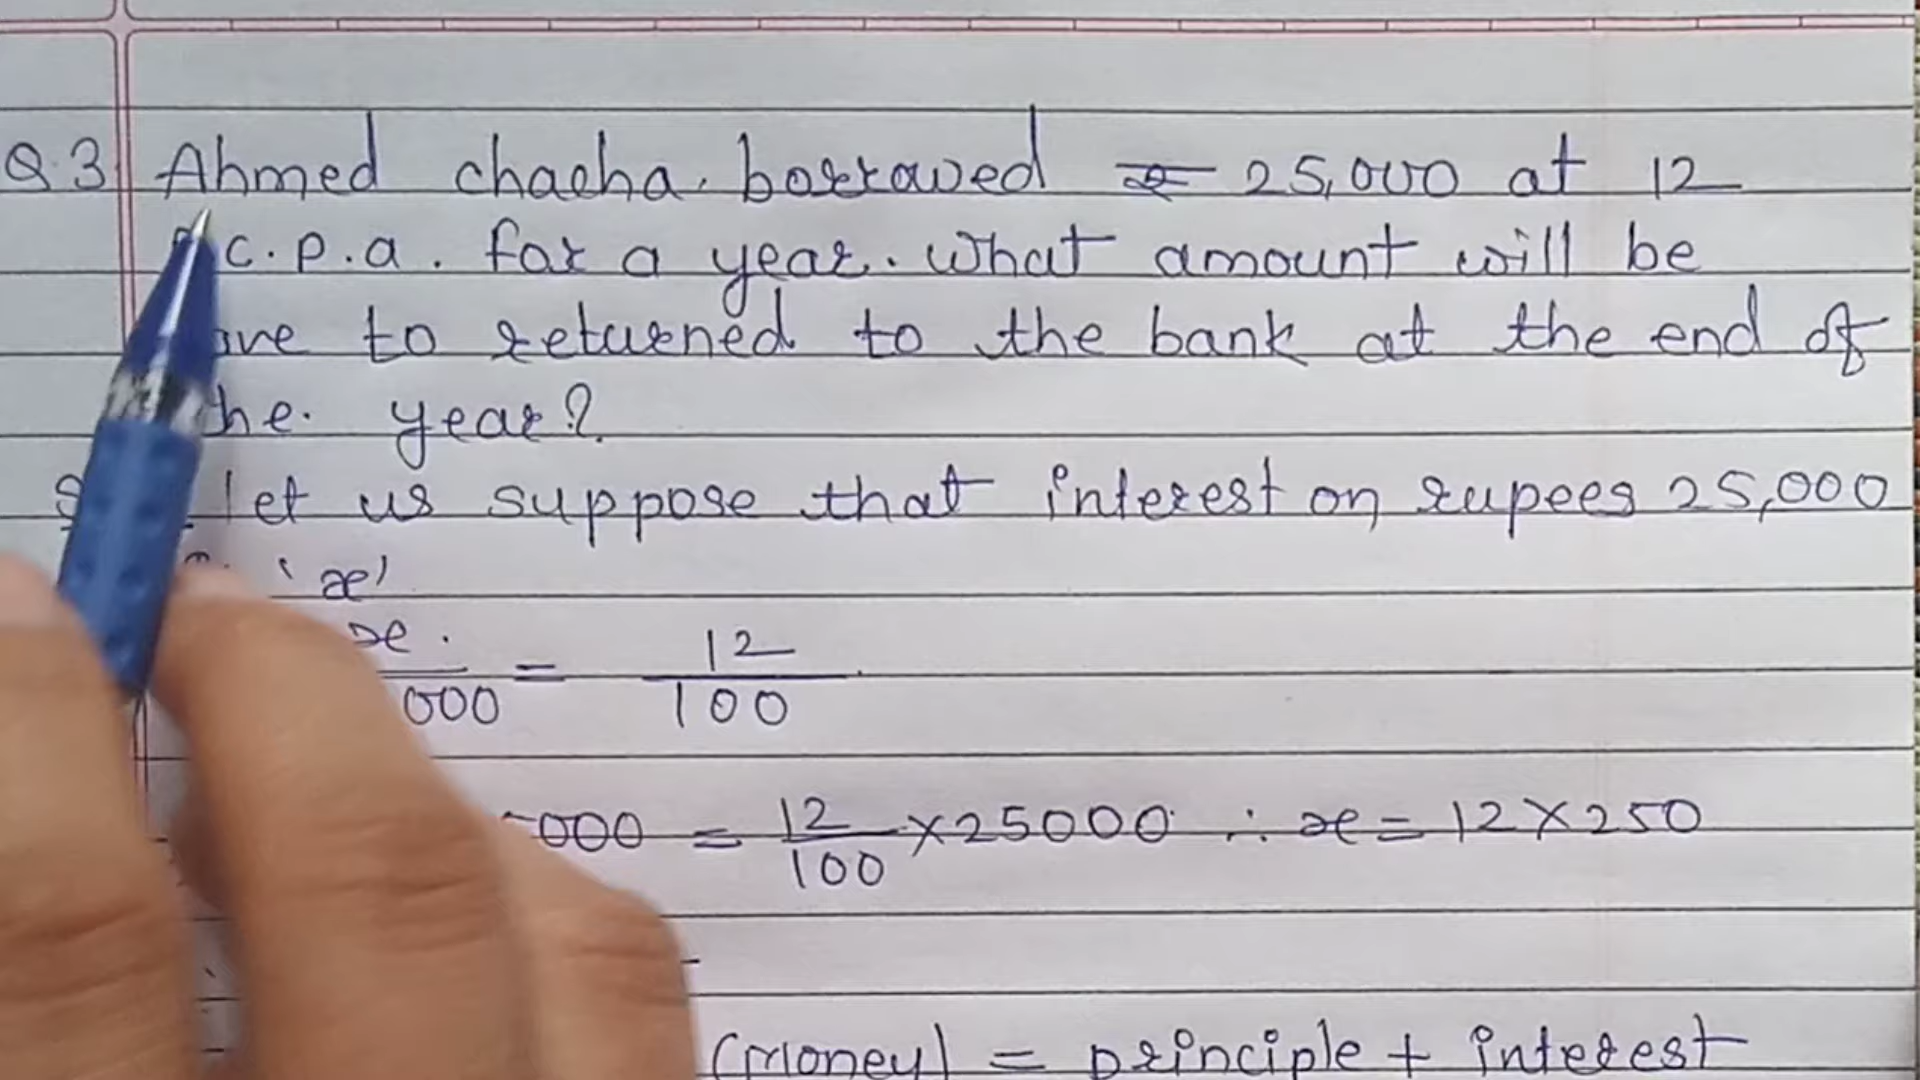 Q.3 Ahmed chacha. borrowed ₹ 25,000 at 12
c.p.a. for a year. what amount will be
to returned to the bank at the end of
year?
let us suppose that interest on rupees 25,000
'x'
x = 12
000 100
000 = 12/100 ×25000 ∴ x = 12×250
(money) = principle + interest